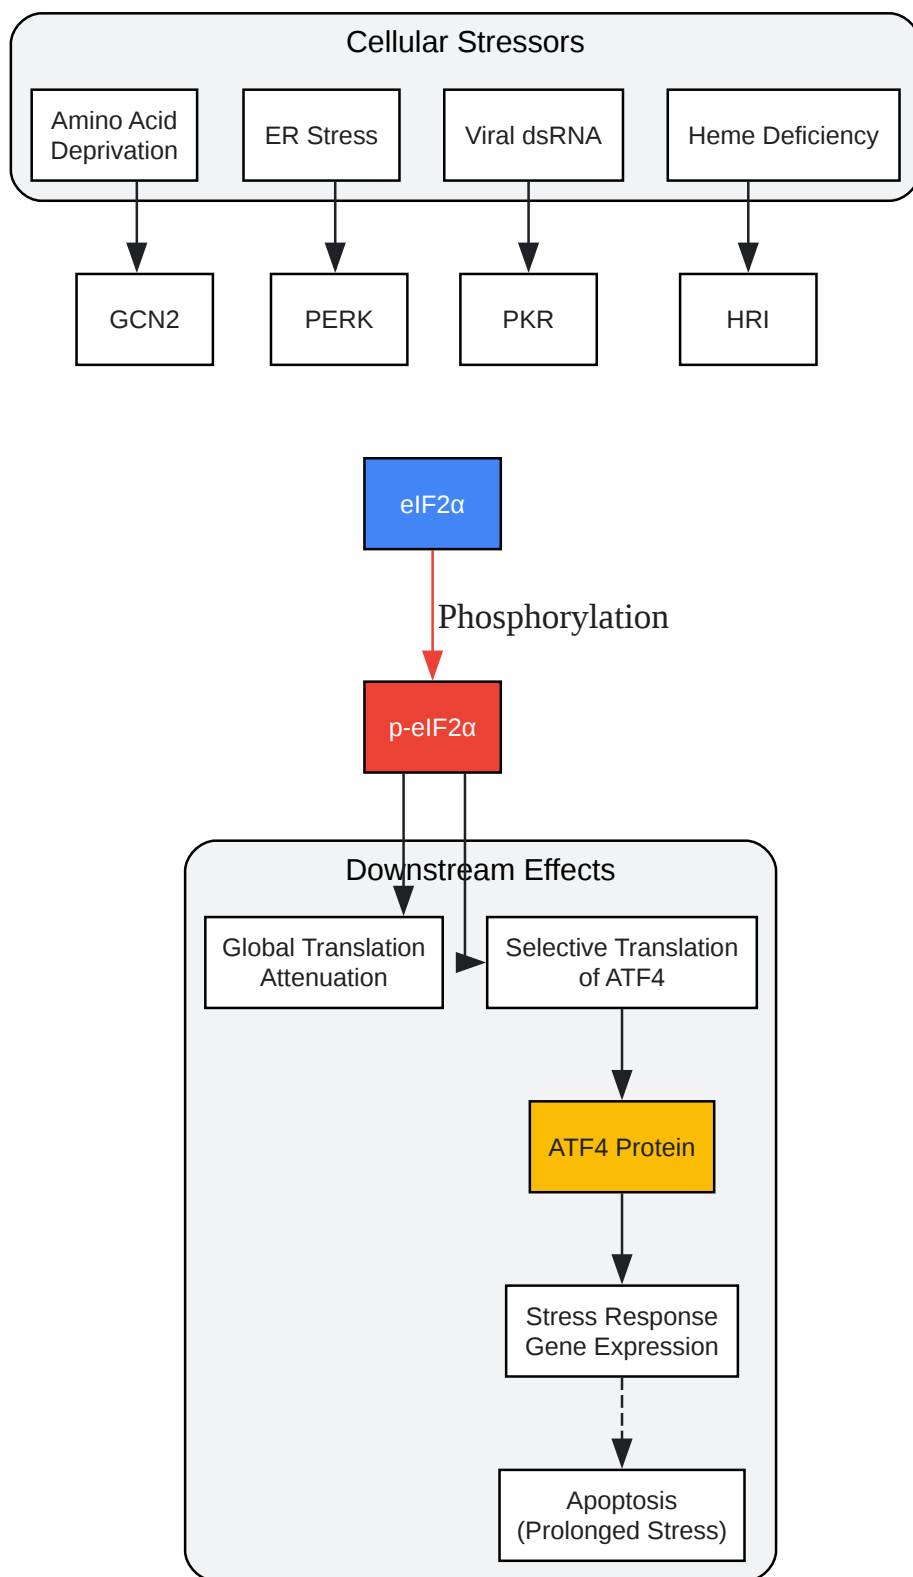 Cellular Stressors
Amino Acid
Deprivation
ER Stress
Viral dsRNA
Heme Deficiency
GCN2
PERK
PKR
HRI
eIF2α
Phosphorylation
p-eIF2α
Downstream Effects
Global Translation
Attenuation
Selective Translation
of ATF4
ATF4 Protein
Stress Response
Gene Expression
Apoptosis
(Prolonged Stress)